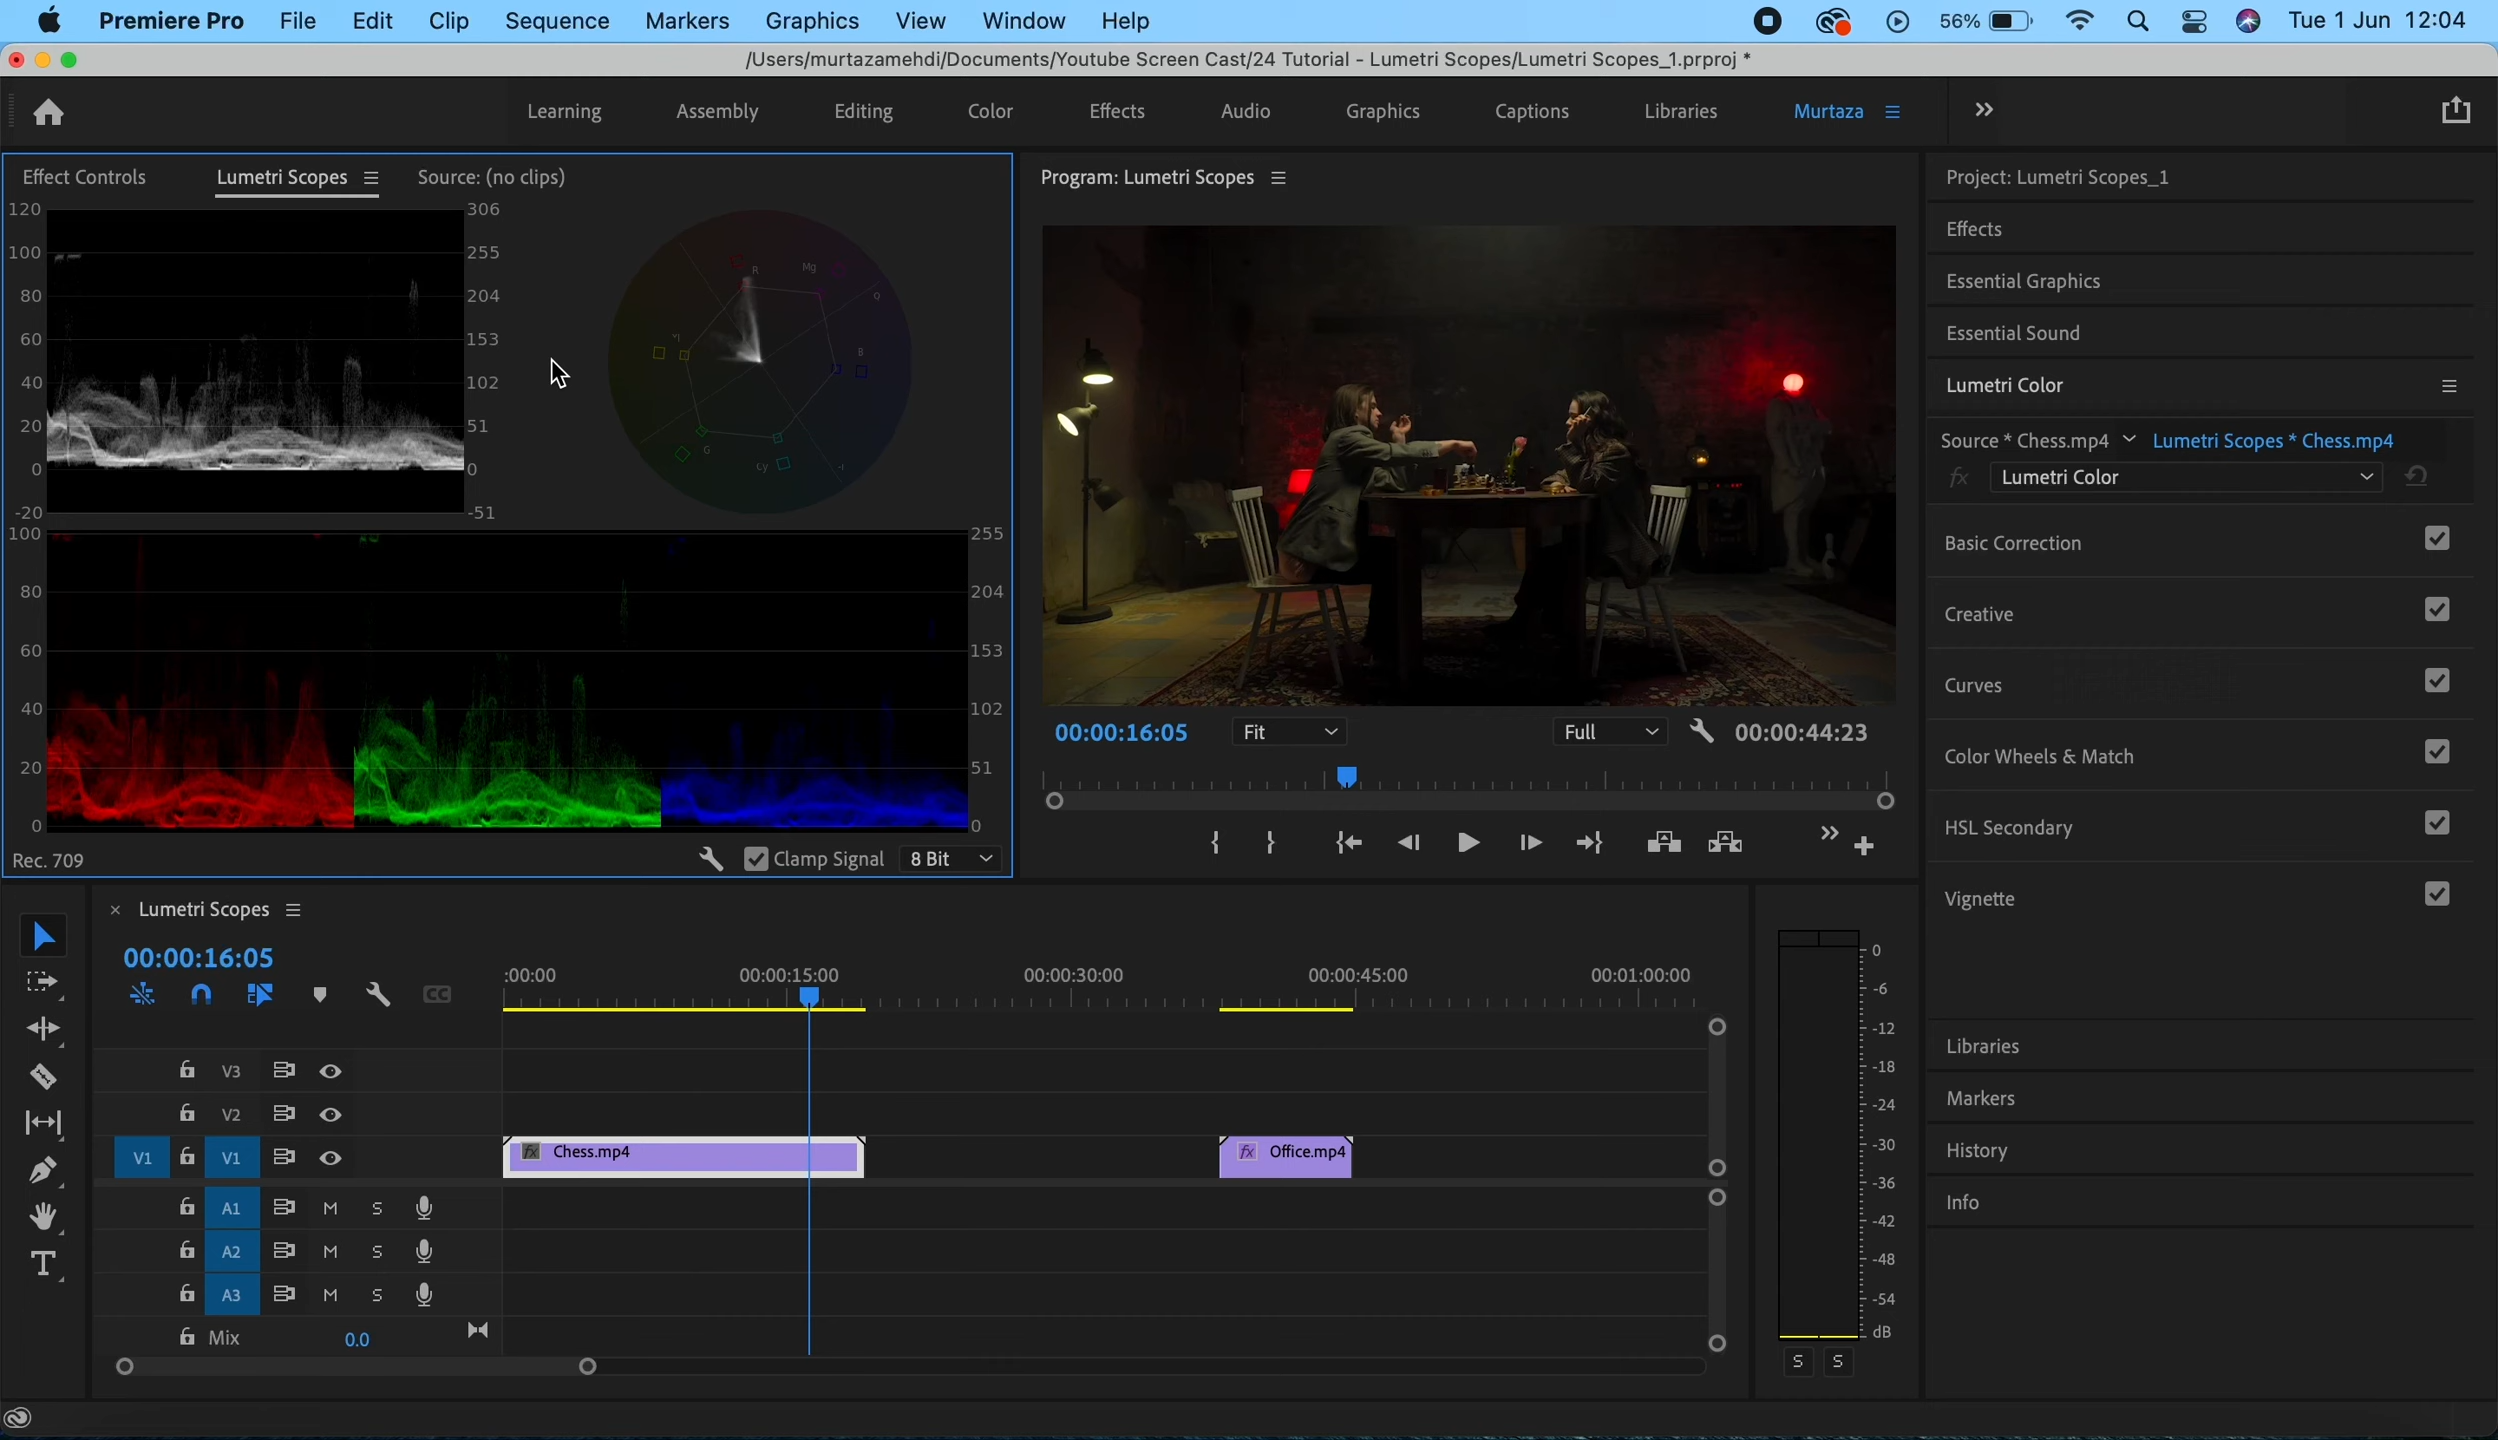 Premiere Pro File Edit Clip Sequence Markers Graphics View Window Help 56% Tue 1 Jun 12:04
/Users/murtazamehdi/Documents/Youtube Screen Cast/24 Tutorial - Lumetri Scopes/Lumetri Scopes_1.prproj *
Learning Assembly Editing Color Effects Audio Graphics Captions Libraries Murtaza
Effect Controls Lumetri Scopes Source: (no clips)
120 306
100 255
80 204
60 153
40 102
20 51
0 0
-20 -51
R Mg Q B Yl G Cy -I
100 255
80 204
60 153
40 102
20 51
0 0
Rec. 709 Clamp Signal 8 Bit
Program: Lumetri Scopes
00:00:16:05 Fit Full 00:00:44:23
Project: Lumetri Scopes_1
Effects
Essential Graphics
Essential Sound
Lumetri Color
Source * Chess.mp4 Lumetri Scopes * Chess.mp4
fx Lumetri Color
Basic Correction
Creative
Curves
Color Wheels & Match
HSL Secondary
Vignette
Libraries
Markers
History
Info
× Lumetri Scopes
00:00:16:05
:00:00 00:00:15:00 00:00:30:00 00:00:45:00 00:01:00:00
CC
V3
V2
V1 V1 fx Chess.mp4 fx Office.mp4
A1 M S
A2 M S
A3 M S
Mix 0.0
T
0
-6
-12
-18
-24
-30
-36
-42
-48
-54
dB
S S